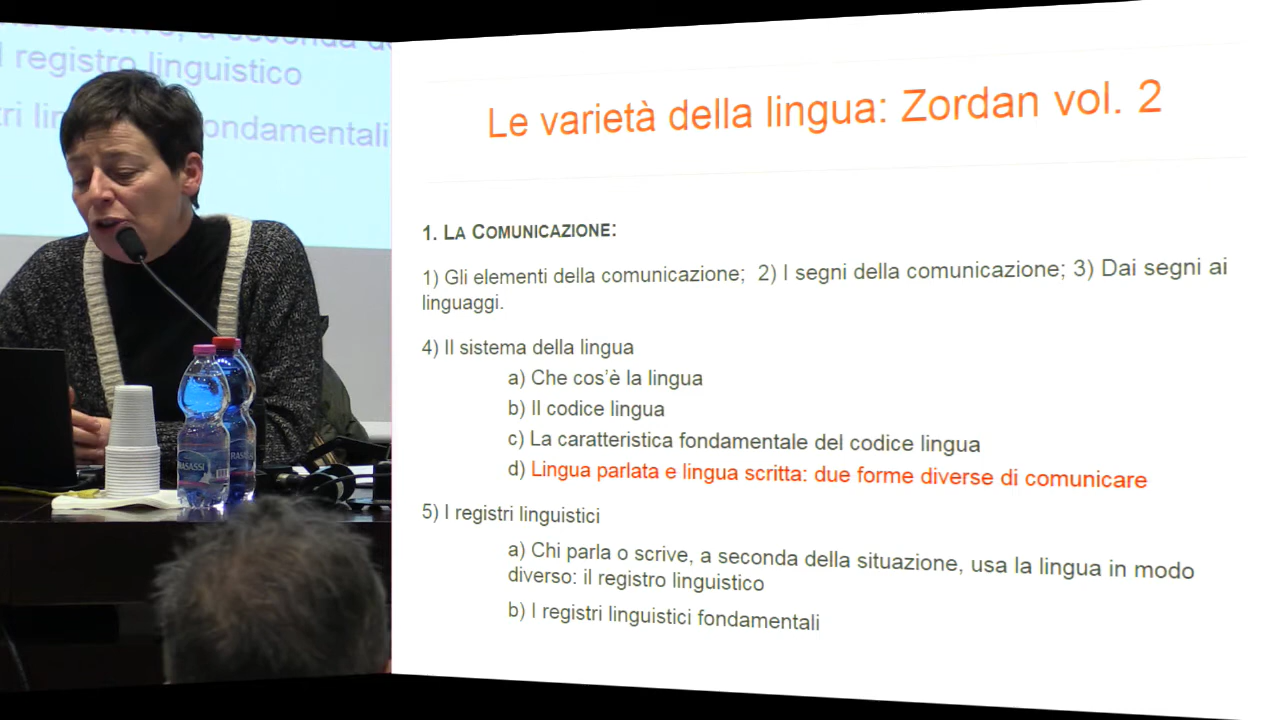 l registro linguistico
fondamentali
RASASSI
Le varietà della lingua: Zordan vol. 2
1. LA COMUNICAZIONE:
1) Gli elementi della comunicazione; 2) I segni della comunicazione; 3) Dai segni ai
linguaggi.
4) Il sistema della lingua
a) Che cos'è la lingua
b) Il codice lingua
c) La caratteristica fondamentale del codice lingua
d) Lingua parlata e lingua scritta: due forme diverse di comunicare
5) I registri linguistici
a) Chi parla o scrive, a seconda della situazione, usa la lingua in modo
diverso: il registro linguistico
b) I registri linguistici fondamentali